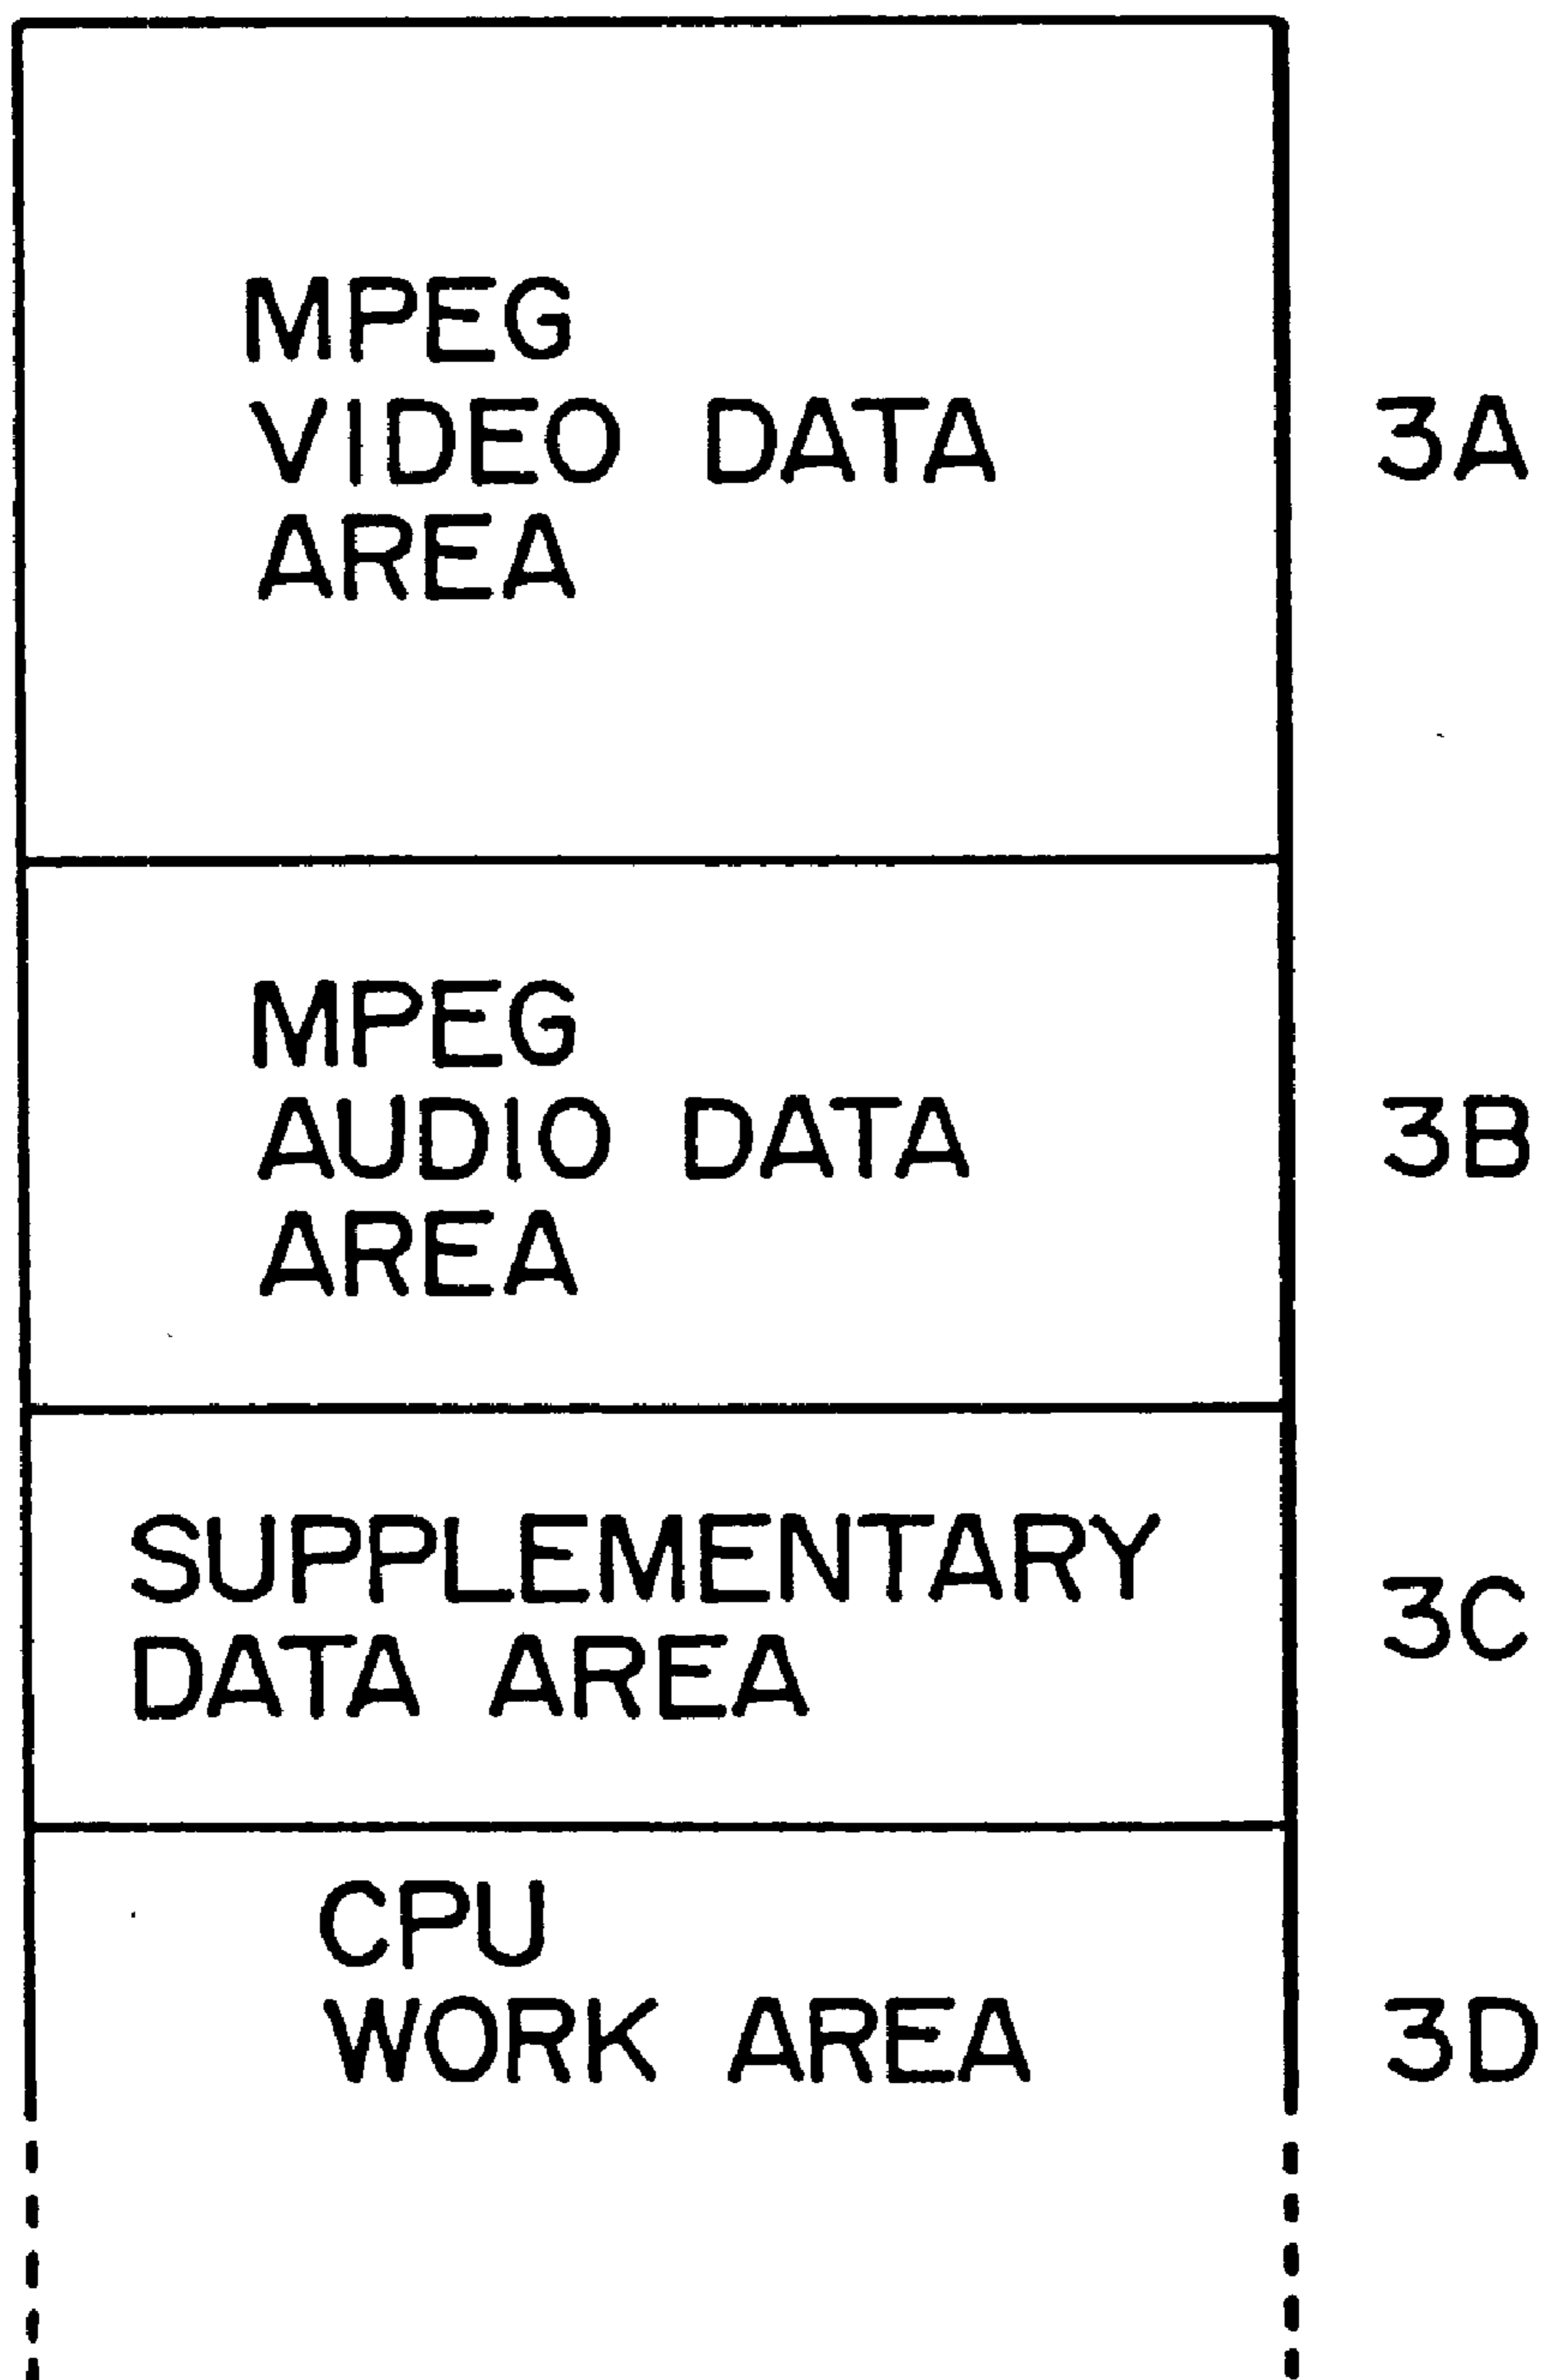 MPEG
VIDEO DATA
AREA
3A
MPEG
AUDIO DATA
AREA
3B
SUPPLEMENTARY
DATA AREA
3C
CPU
WORK AREA
3D